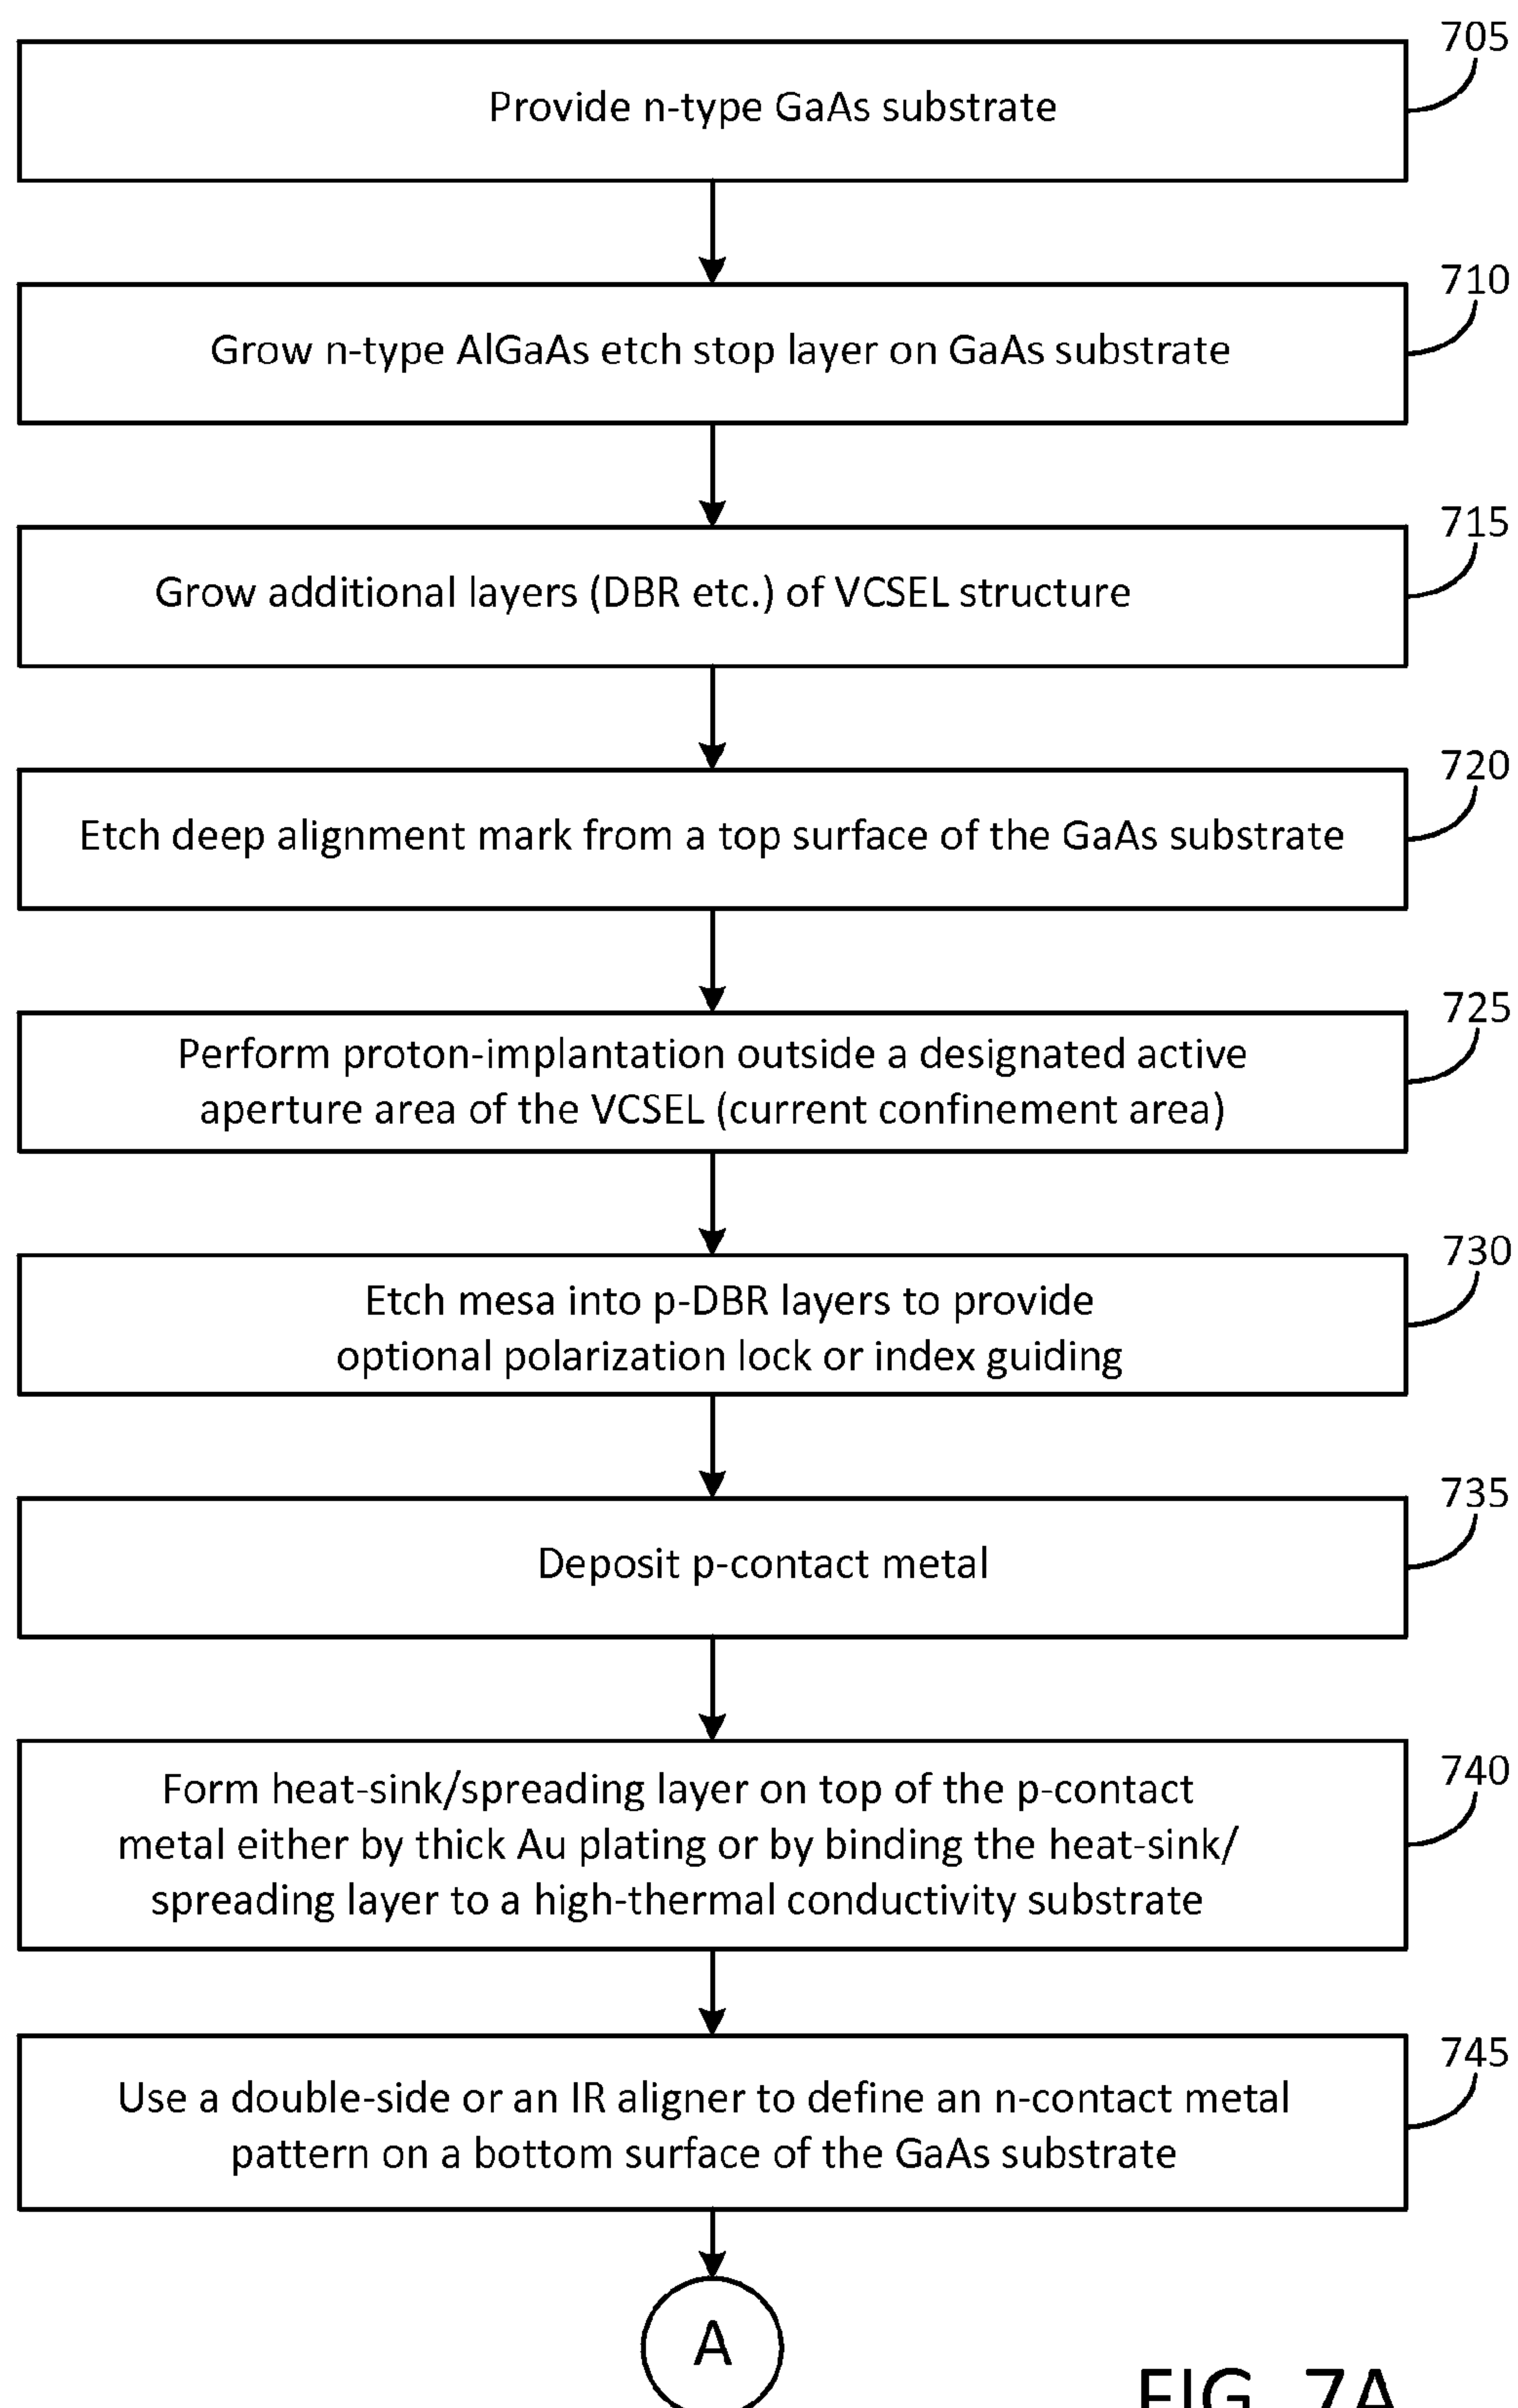 705
Provide n-type GaAs substrate
710
Grow n-type AlGaAs etch stop layer on GaAs substrate
715
Grow additional layers (DBR etc.) of VCSEL structure
720
Etch deep alignment mark from a top surface of the GaAs substrate
725
Perform proton-implantation outside a designated active
aperture area of the VCSEL (current confinement area)
730
Etch mesa into p-DBR layers to provide
optional polarization lock or index guiding
735
Deposit p-contact metal
740
Form heat-sink/spreading layer on top of the p-contact
metal either by thick Au plating or by binding the heat-sink/
spreading layer to a high-thermal conductivity substrate
745
Use a double-side or an IR aligner to define an n-contact metal
pattern on a bottom surface of the GaAs substrate
A
FIG. 7A